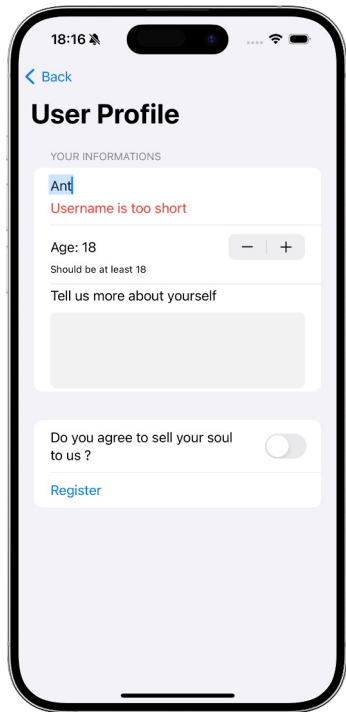 18:16
Back
User Profile
YOUR INFORMATIONS
Ant
Username is too short
Age: 18
Should be at least 18
Tell us more about yourself
Do you agree to sell your soul
to us ?
Register